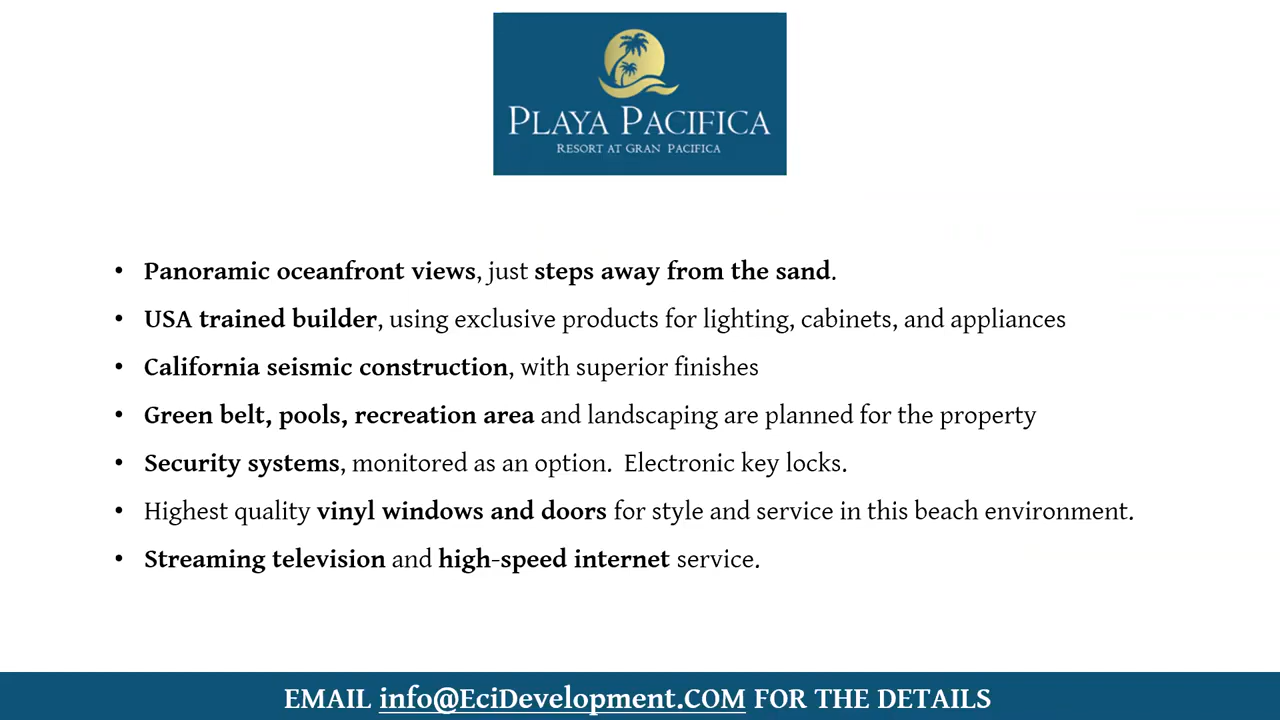 PLAYA PACIFICA
RESORT AT GRAN PACIFICA
• Panoramic oceanfront views, just steps away from the sand.
• USA trained builder, using exclusive products for lighting, cabinets, and appliances
• California seismic construction, with superior finishes
• Green belt, pools, recreation area and landscaping are planned for the property
• Security systems, monitored as an option.  Electronic key locks.
• Highest quality vinyl windows and doors for style and service in this beach environment.
• Streaming television and high-speed internet service.
EMAIL info@EciDevelopment.COM FOR THE DETAILS